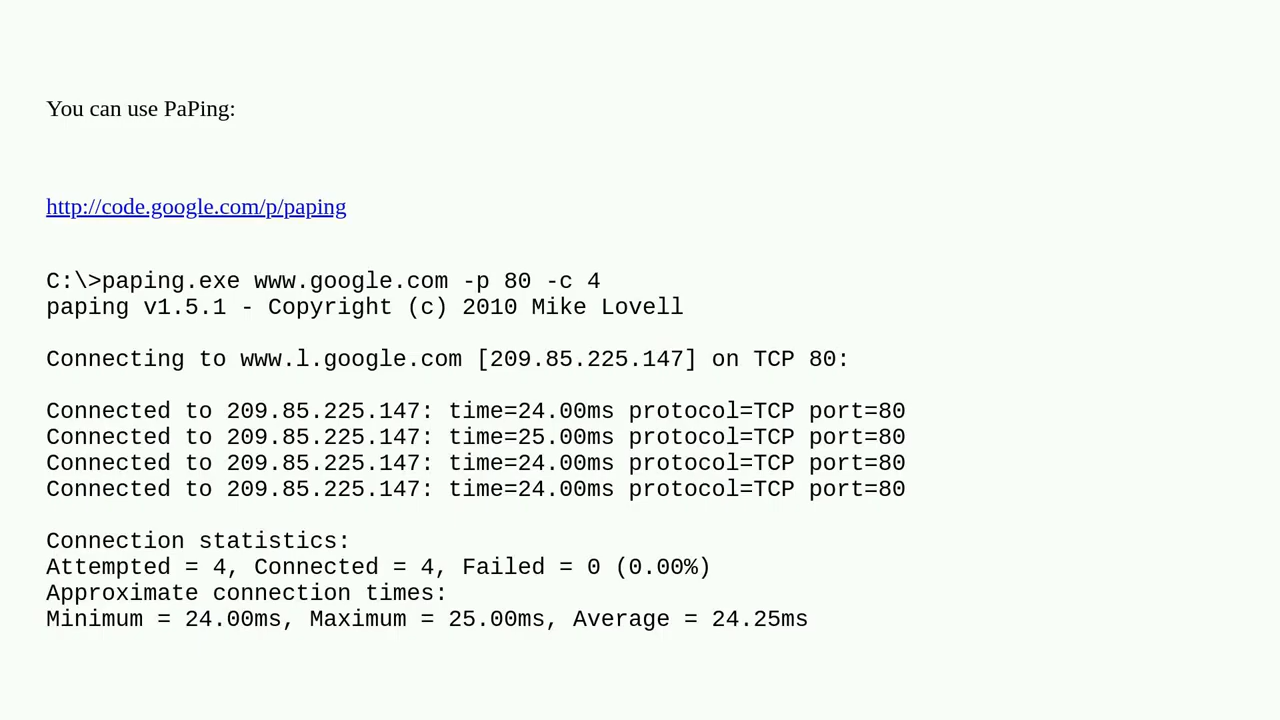 You can use PaPing:
http://code.google.com/p/paping
C:\>paping.exe www.google.com -p 80 -c 4
paping v1.5.1 - Copyright (c) 2010 Mike Lovell
Connecting to www.l.google.com [209.85.225.147] on TCP 80:
Connected to 209.85.225.147: time=24.00ms protocol=TCP port=80
Connected to 209.85.225.147: time=25.00ms protocol=TCP port=80
Connected to 209.85.225.147: time=24.00ms protocol=TCP port=80
Connected to 209.85.225.147: time=24.00ms protocol=TCP port=80
Connection statistics:
Attempted = 4, Connected = 4, Failed = 0 (0.00%)
Approximate connection times:
Minimum = 24.00ms, Maximum = 25.00ms, Average = 24.25ms